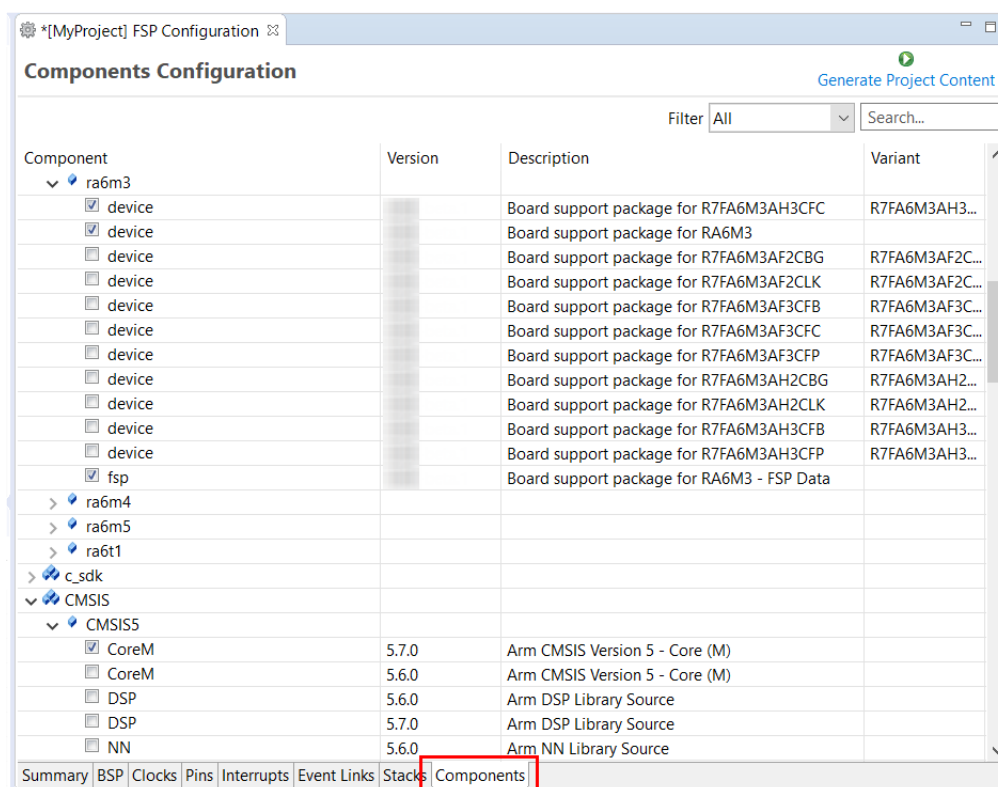 *[MyProject] FSP Configuration
Components Configuration
Generate Project Content
Filter All Search...
Component Version Description Variant
ra6m3
device Board support package for R7FA6M3AH3CFC R7FA6M3AH3...
device Board support package for RA6M3
device Board support package for R7FA6M3AF2CBG R7FA6M3AF2C...
device Board support package for R7FA6M3AF2CLK R7FA6M3AF2C...
device Board support package for R7FA6M3AF3CFB R7FA6M3AF3C...
device Board support package for R7FA6M3AF3CFC R7FA6M3AF3C...
device Board support package for R7FA6M3AF3CFP R7FA6M3AF3C...
device Board support package for R7FA6M3AH2CBG R7FA6M3AH2...
device Board support package for R7FA6M3AH2CLK R7FA6M3AH2...
device Board support package for R7FA6M3AH3CFB R7FA6M3AH3...
device Board support package for R7FA6M3AH3CFP R7FA6M3AH3...
fsp Board support package for RA6M3 - FSP Data
ra6m4
ra6m5
ra6t1
c_sdk
CMSIS
CMSIS5
CoreM 5.7.0 Arm CMSIS Version 5 - Core (M)
CoreM 5.6.0 Arm CMSIS Version 5 - Core (M)
DSP 5.6.0 Arm DSP Library Source
DSP 5.7.0 Arm DSP Library Source
NN 5.6.0 Arm NN Library Source
Summary BSP Clocks Pins Interrupts Event Links Stacks Components